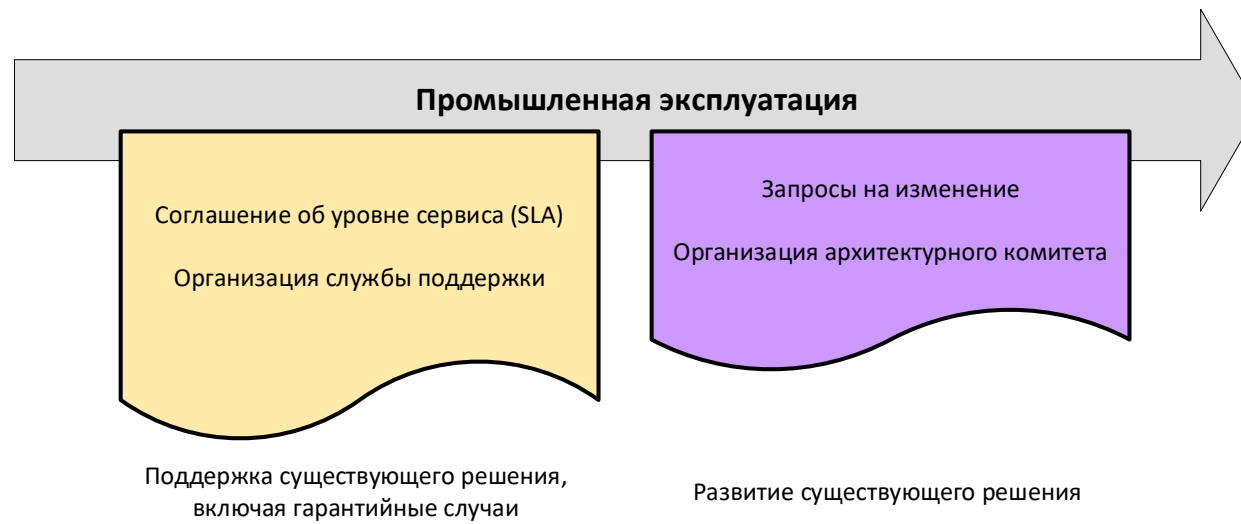 Промышленная эксплуатация
Соглашение об уровне сервиса (SLA)
Организация службы поддержки
Запросы на изменение
Организация архитектурного комитета
Поддержка существующего решения,
включая гарантийные случаи
Развитие существующего решения